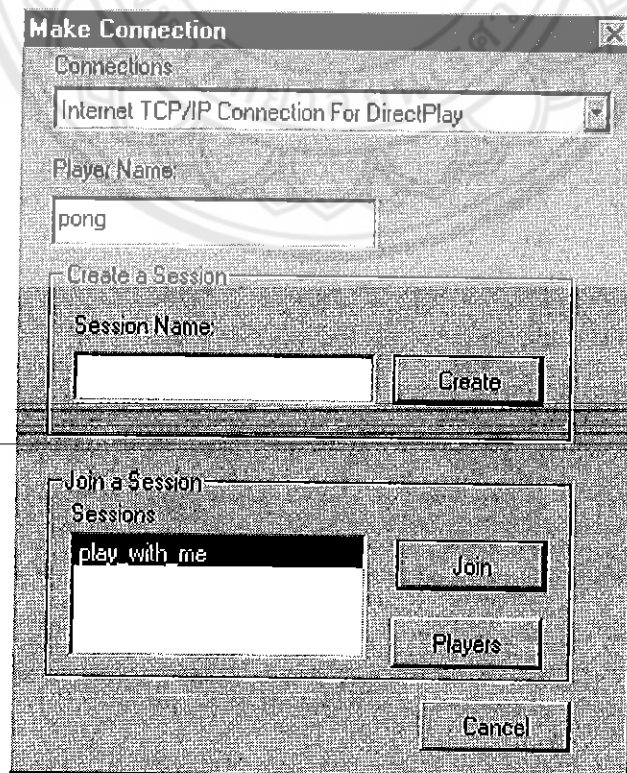 Make Connection
Connections
Internet TCP/IP Connection For DirectPlay
Player Name:
pong
Create a Session
Session Name:
Create
Join a Session
Sessions
play_with_me
Join
Players
Cancel